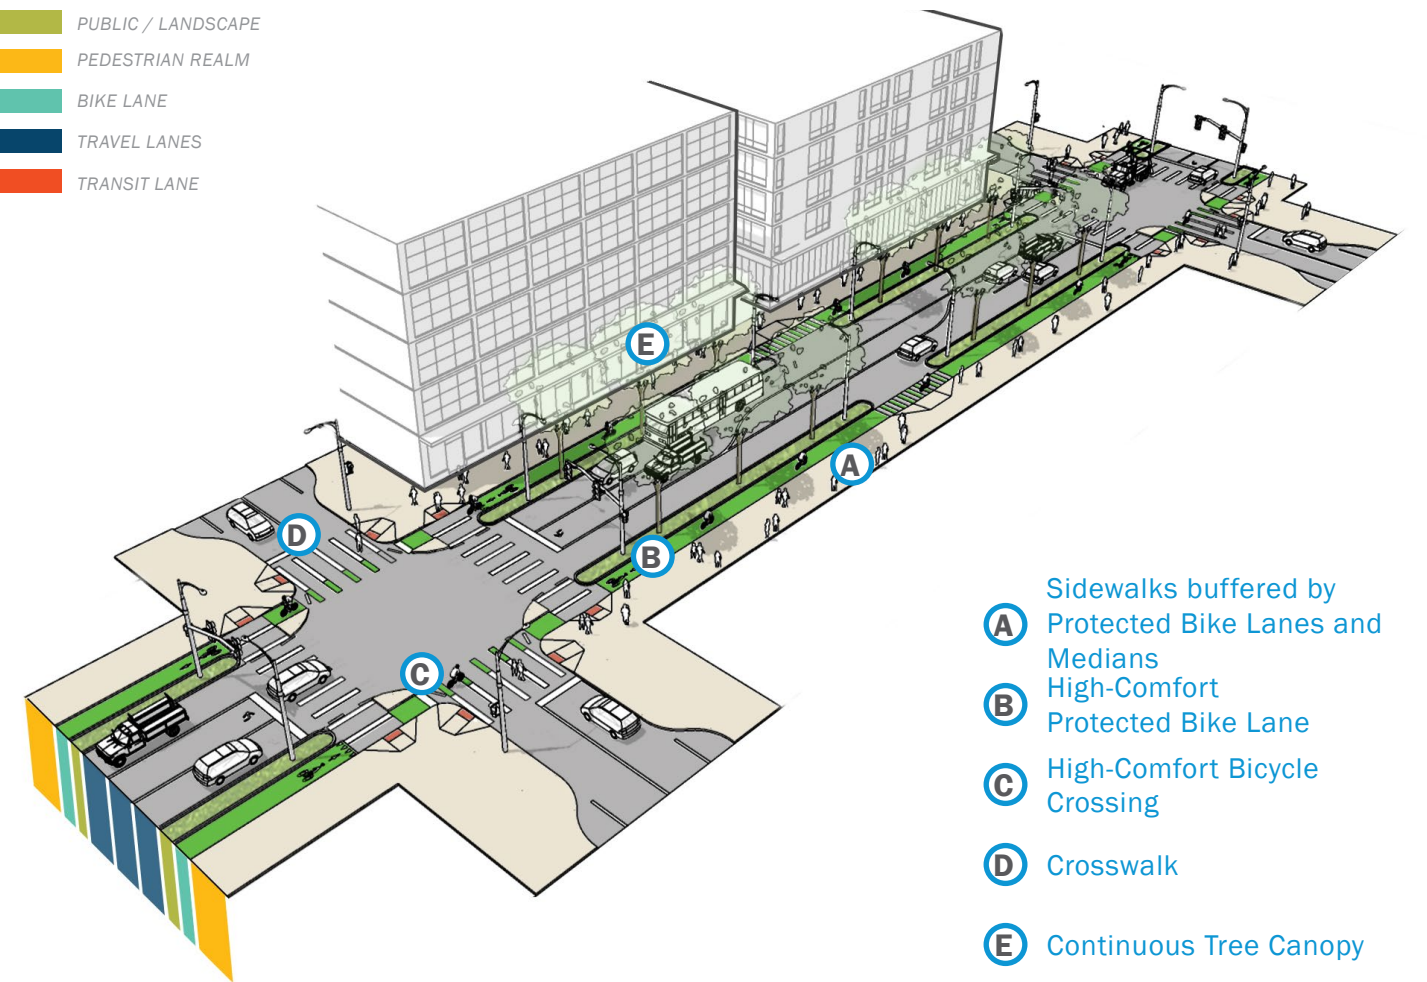 PUBLIC / LANDSCAPE
PEDESTRIAN REALM
BIKE LANE
TRAVEL LANES
TRANSIT LANE
E
D
A
B
C
A
Sidewalks buffered by
Protected Bike Lanes and
Medians
B
High-Comfort
Protected Bike Lane
C
High-Comfort Bicycle
Crossing
D
Crosswalk
E
Continuous Tree Canopy